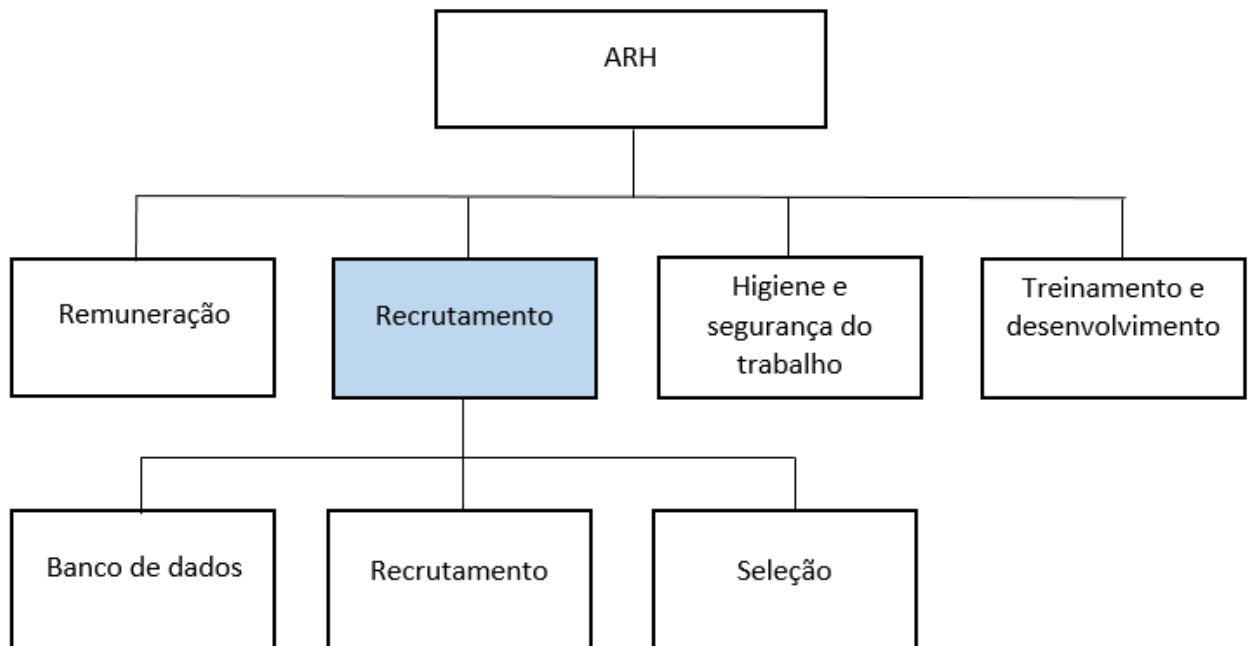 ARH
Remuneração
Recrutamento
Higiene e
segurança do
trabalho
Treinamento e
desenvolvimento
Banco de dados
Recrutamento
Seleção